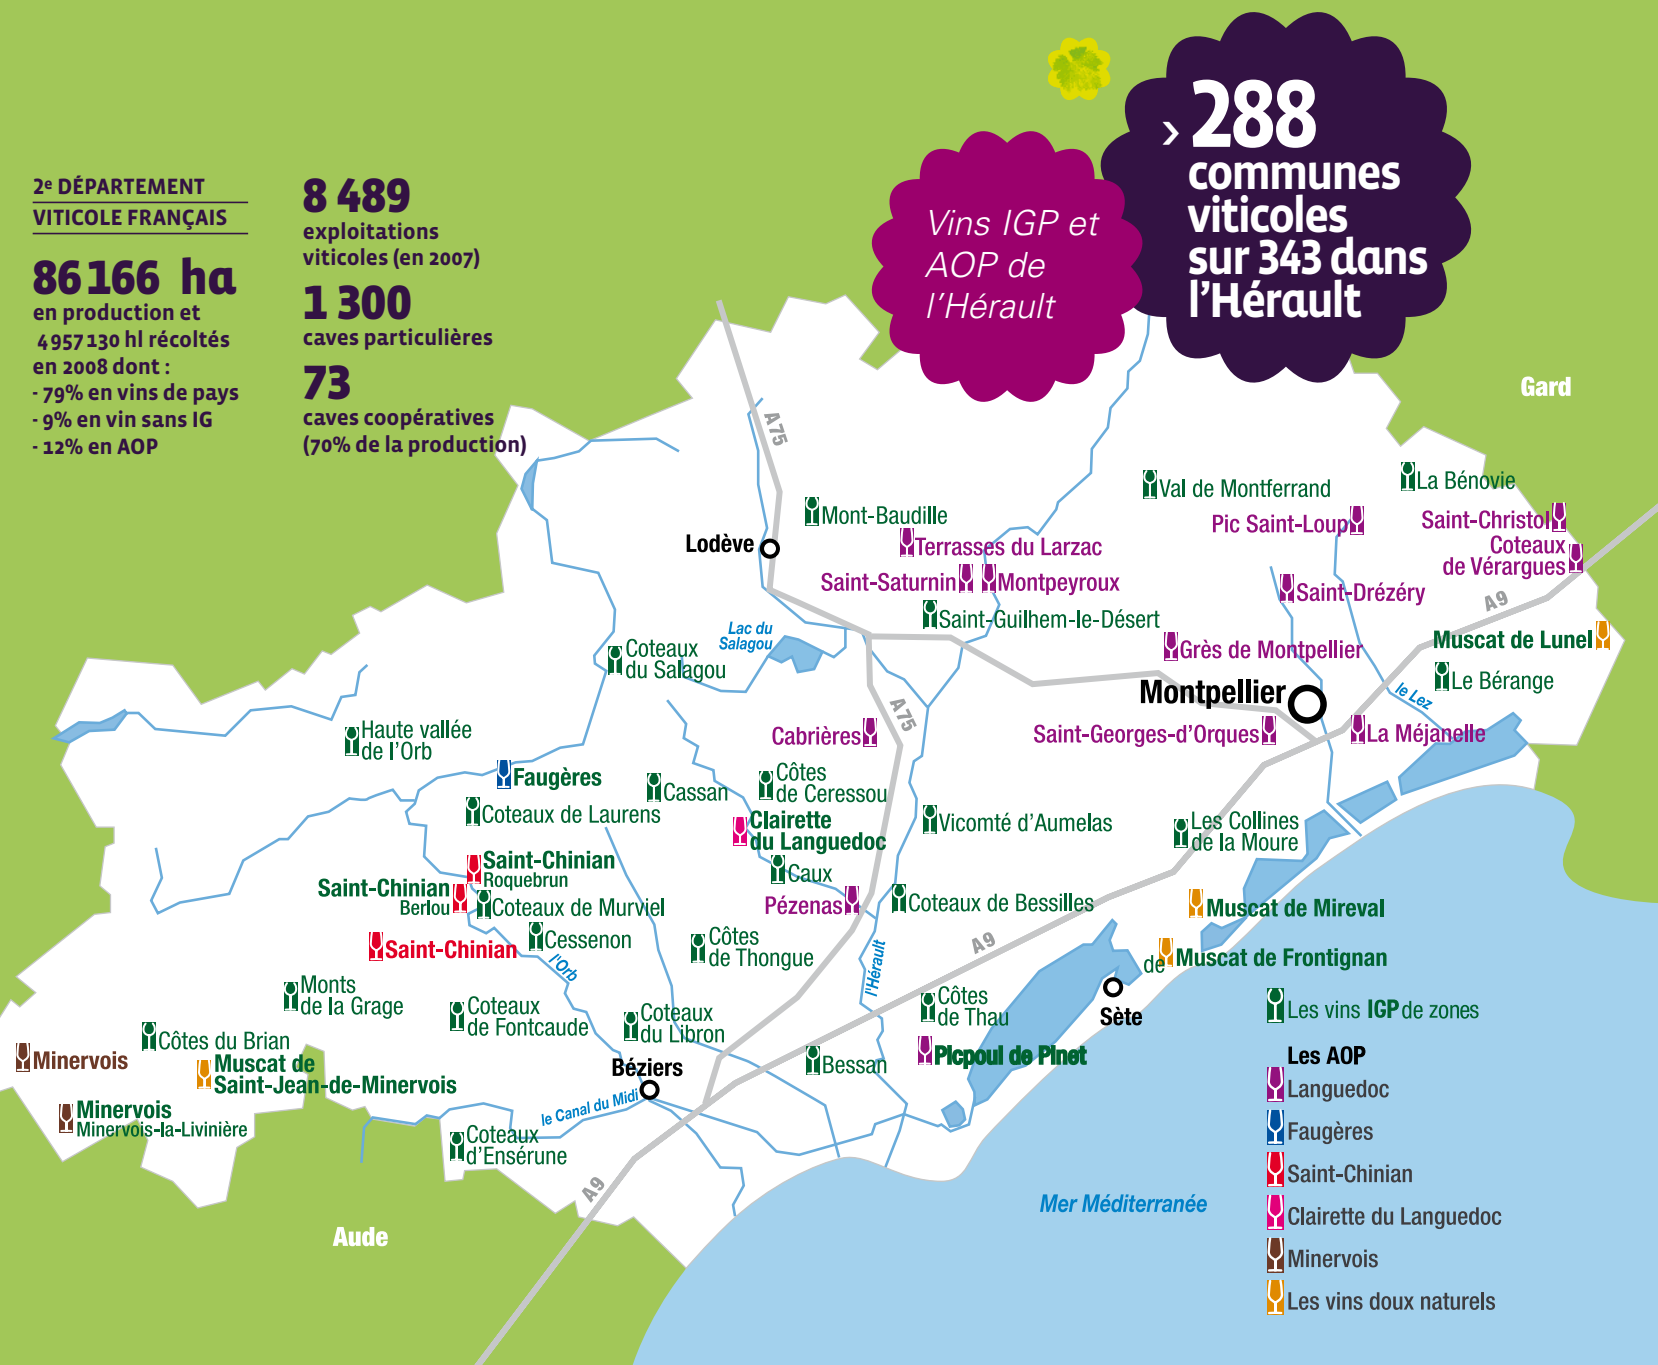 2e DÉPARTEMENT
VITICOLE FRANÇAIS
86 166 ha
en production et
4 957 130 hl récoltés
en 2008 dont :
- 79% en vins de pays
- 9% en vin sans IG
- 12% en AOP
8 489
exploitations
viticoles (en 2007)
1 300
caves particulières
73
caves coopératives
(70% de la production)
Vins IGP et
AOP de
l'Hérault
› 288
communes
viticoles
sur 343 dans
l'Hérault
Gard
A75
La Bénovie
Val de Montferrand
Mont-Baudille
Pic Saint-Loup
Saint-Christol
Lodève
Terrasses du Larzac
Coteaux
de Vérargues
Saint-Saturnin
Montpeyroux
Saint-Drézéry
A9
Saint-Guilhem-le-Désert
Lac du
Salagou
Muscat de Lunel
Coteaux
du Salagou
Grès de Montpellier
Le Bérange
Montpellier
le Lez
A75
Haute vallée
de l'Orb
Cabrières
Saint-Georges-d'Orques
La Méjanelle
Faugères
Cassan
Côtes
de Ceressou
Coteaux de Laurens
Clairette
du Languedoc
Vicomté d'Aumelas
Les Collines
de la Moure
Saint-Chinian
Roquebrun
Caux
Saint-Chinian
Berlou
Coteaux de Murviel
Pézenas
Coteaux de Bessilles
Muscat de Mireval
Saint-Chinian
Cessenon
Côtes
de Thongue
A9
l'Orb
l'Hérault
de
Muscat de Frontignan
Monts
de la Grage
Coteaux
de Fontcaude
Coteaux
du Libron
Côtes
de Thau
Sète
Côtes du Brian
Minervois
Muscat de
Saint-Jean-de-Minervois
Béziers
Bessan
Picpoul de Pinet
Minervois
Minervois-la-Livinière
le Canal du Midi
Coteaux
d'Ensérune
A9
Aude
Mer Méditerranée
Les vins IGP de zones
Les AOP
Languedoc
Faugères
Saint-Chinian
Clairette du Languedoc
Minervois
Les vins doux naturels